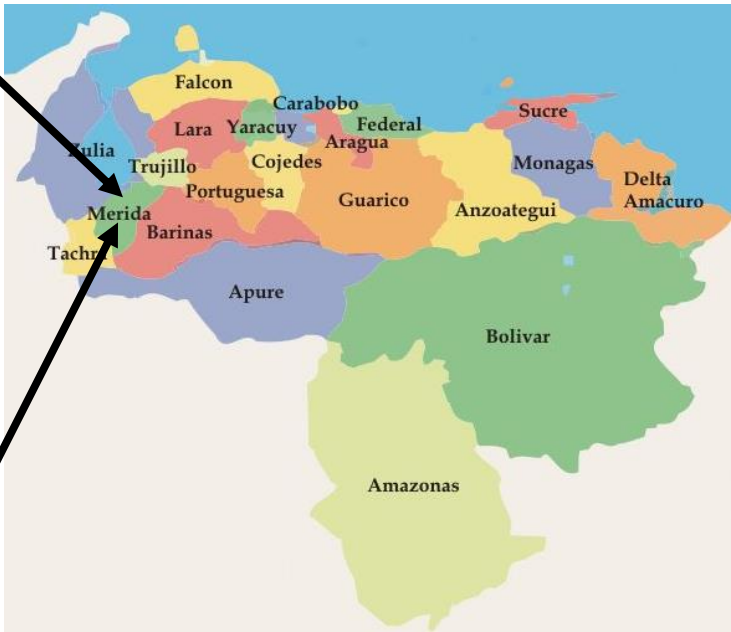 Falcon
Carabobo
Sucre
Lara
Yaracuy
Federal
Aragua
Zulia
Trujillo
Cojedes
Monagas
Portuguesa
Delta
Amacuro
Guarico
Anzoategui
Merida
Barinas
Apure
Bolivar
Amazonas